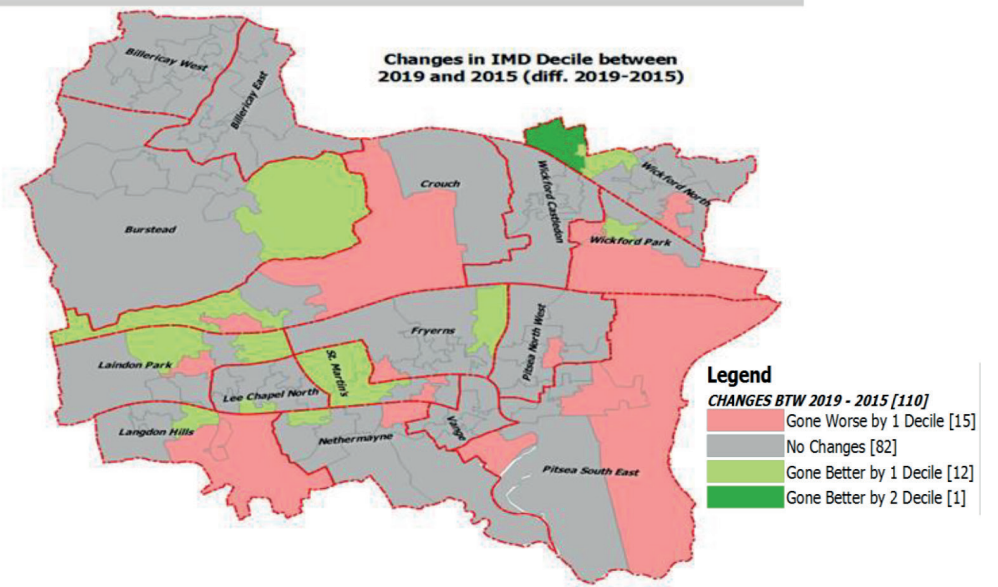 Changes in IMD Decile between
2019 and 2015 (diff. 2019-2015)
Billericay West
Billericay East
Crouch
Wickford Castledon
Wickford North
Burstead
Wickford Park
Fryerns
Pitsea North West
Laindon Park
St. Martin's
Lee Chapel North
Langdon Hills
Nethermayne
Vange
Pitsea South East
Legend
CHANGES BTW 2019 - 2015 [110]
Gone Worse by 1 Decile [15]
No Changes [82]
Gone Better by 1 Decile [12]
Gone Better by 2 Decile [1]